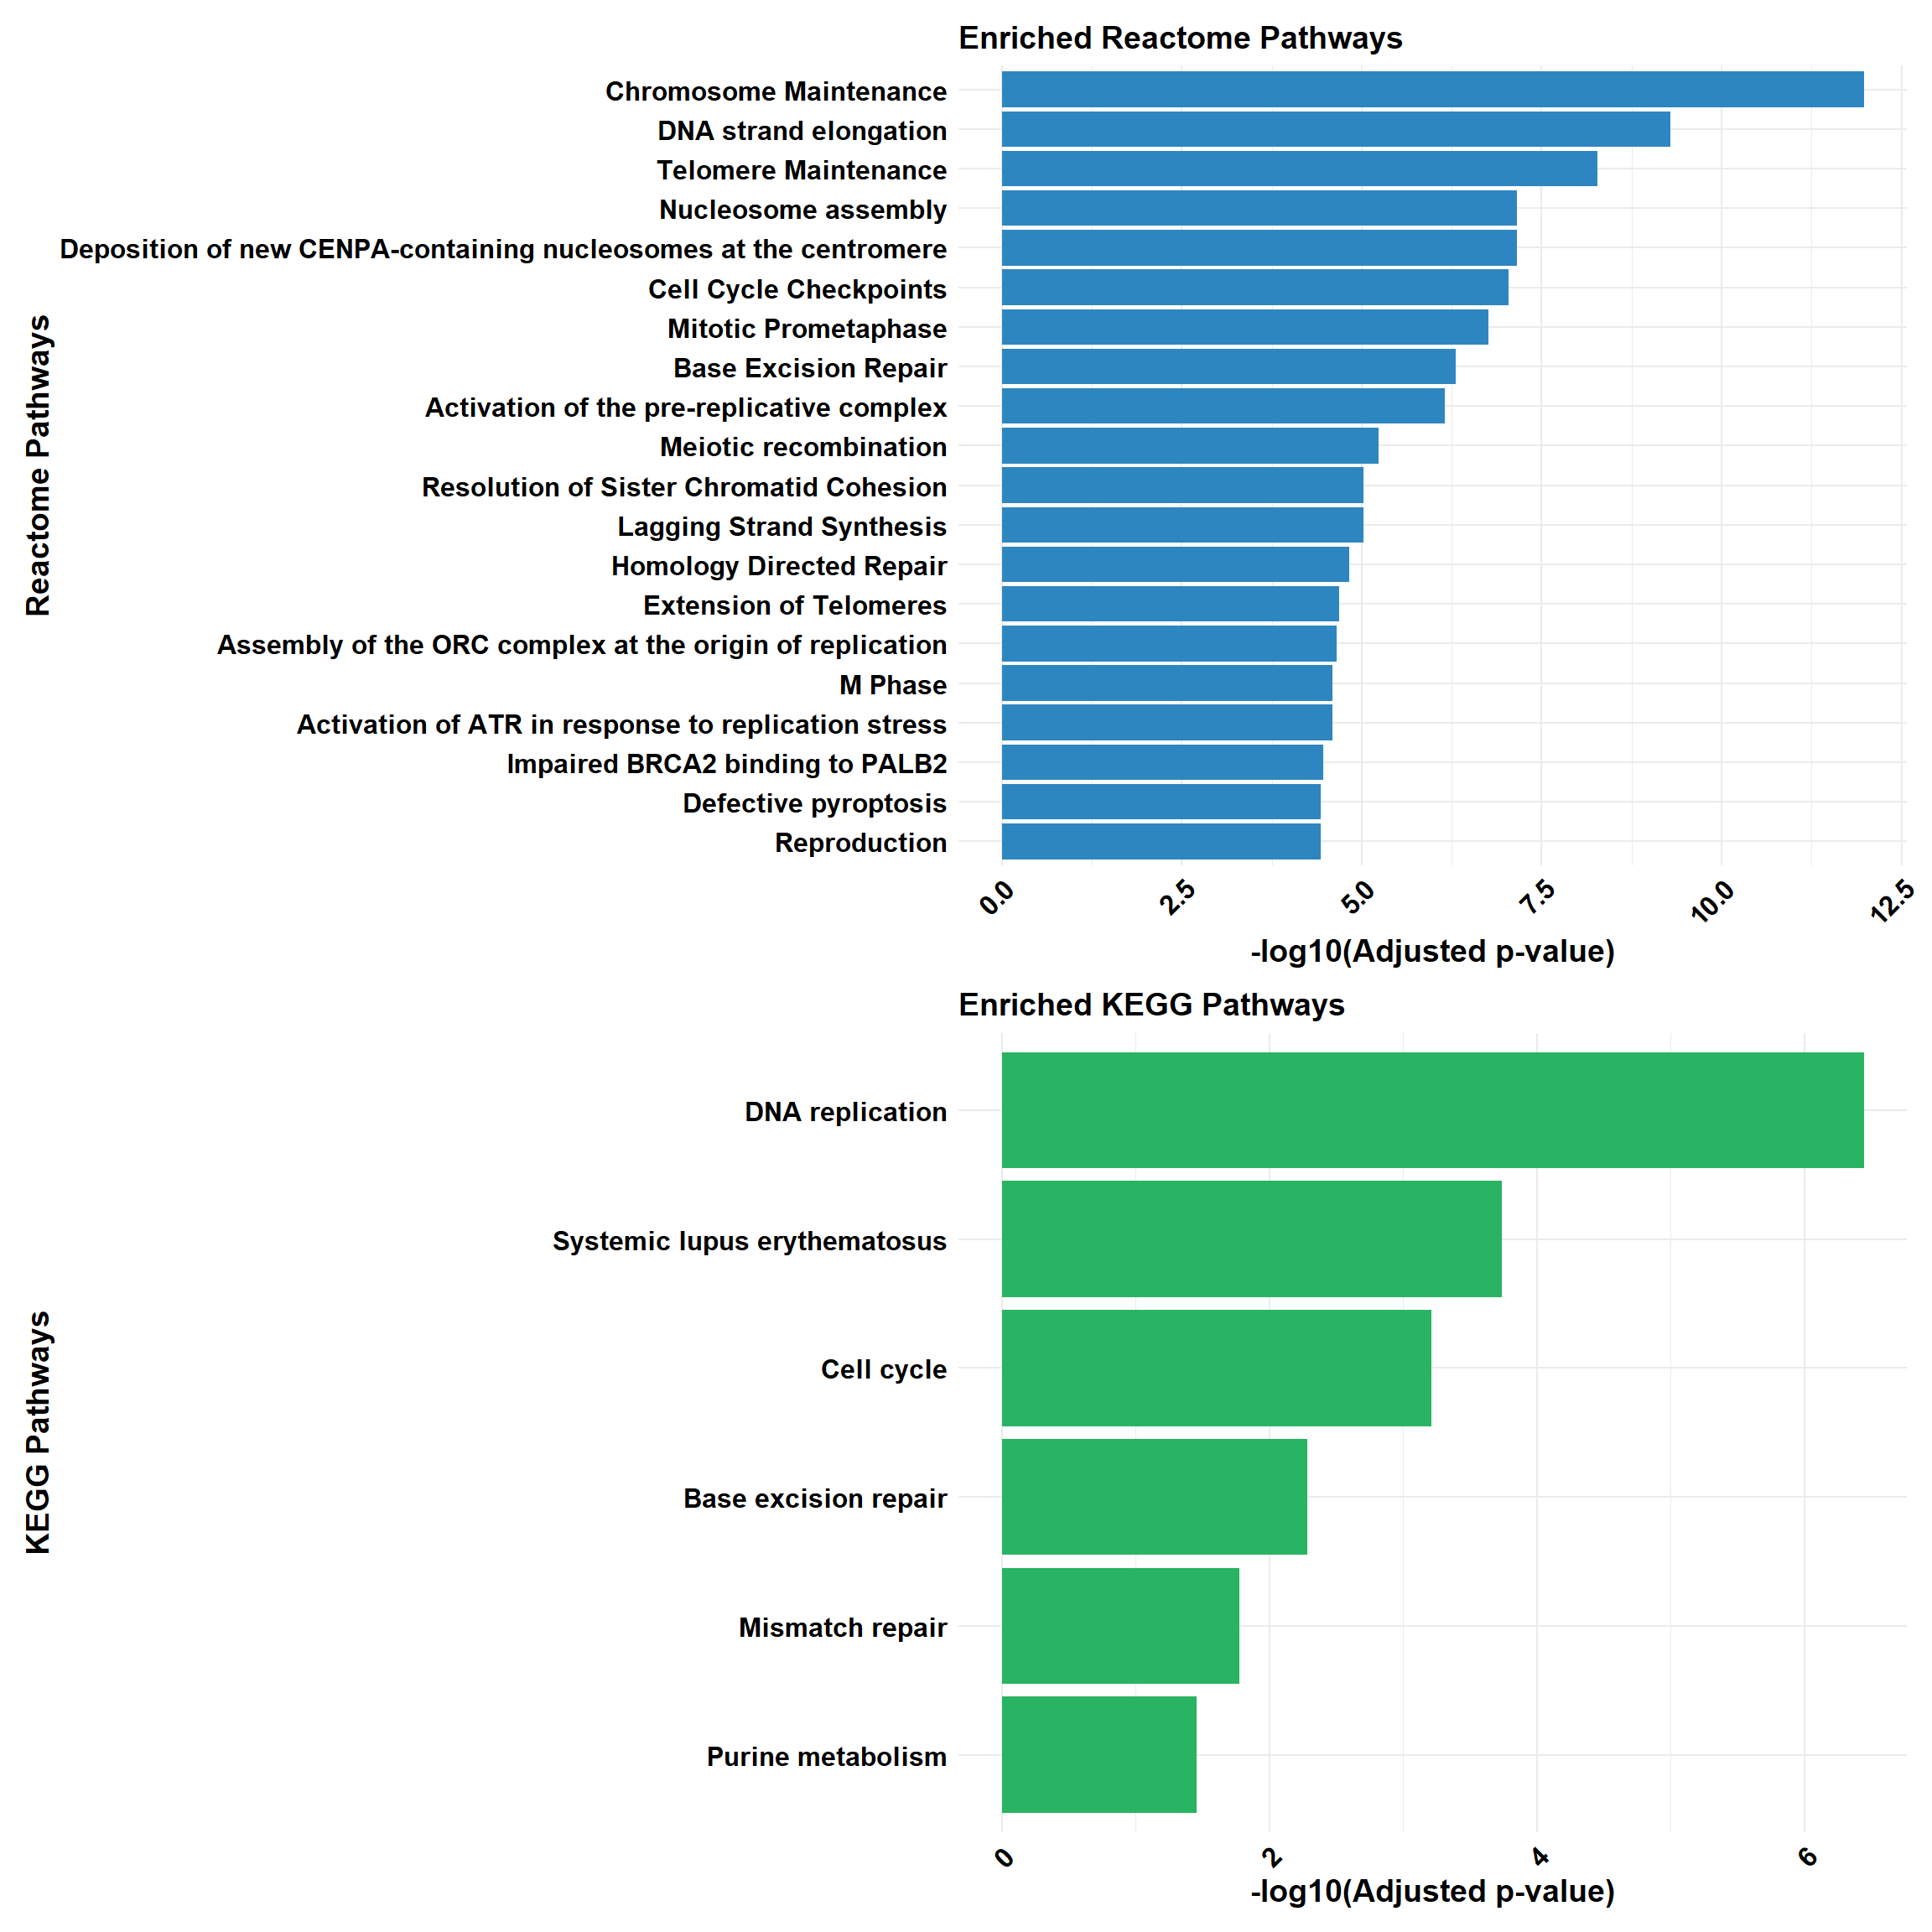 Enriched Reactome Pathways
Reactome Pathways
Chromosome Maintenance
DNA strand elongation
Telomere Maintenance
Nucleosome assembly
Deposition of new CENPA-containing nucleosomes at the centromere
Cell Cycle Checkpoints
Mitotic Prometaphase
Base Excision Repair
Activation of the pre-replicative complex
Meiotic recombination
Resolution of Sister Chromatid Cohesion
Lagging Strand Synthesis
Homology Directed Repair
Extension of Telomeres
Assembly of the ORC complex at the origin of replication
M Phase
Activation of ATR in response to replication stress
Impaired BRCA2 binding to PALB2
Defective pyroptosis
Reproduction
0.0 2.5 5.0 7.5 10.0 12.5
-log10(Adjusted p-value)
Enriched KEGG Pathways
KEGG Pathways
DNA replication
Systemic lupus erythematosus
Cell cycle
Base excision repair
Mismatch repair
Purine metabolism
0 2 4 6
-log10(Adjusted p-value)